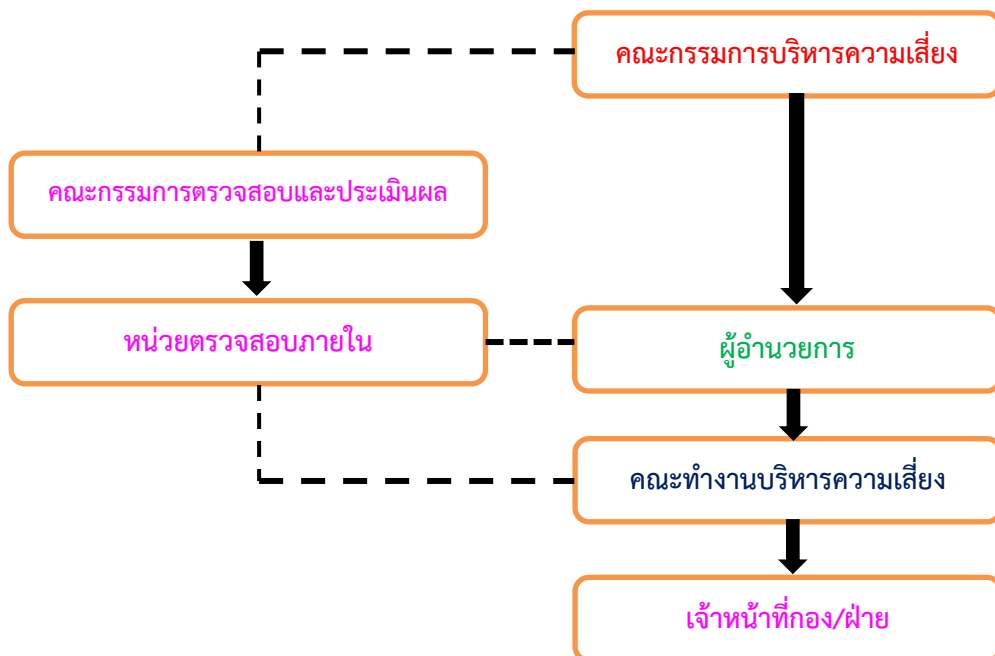 คณะกรรมการบริหารความเสี่ยง
คณะกรรมการตรวจสอบและประเมินผล
หน่วยตรวจสอบภายใน
ผู้อำนวยการ
คณะทำงานบริหารความเสี่ยง
เจ้าหน้าที่กอง/ฝ่าย